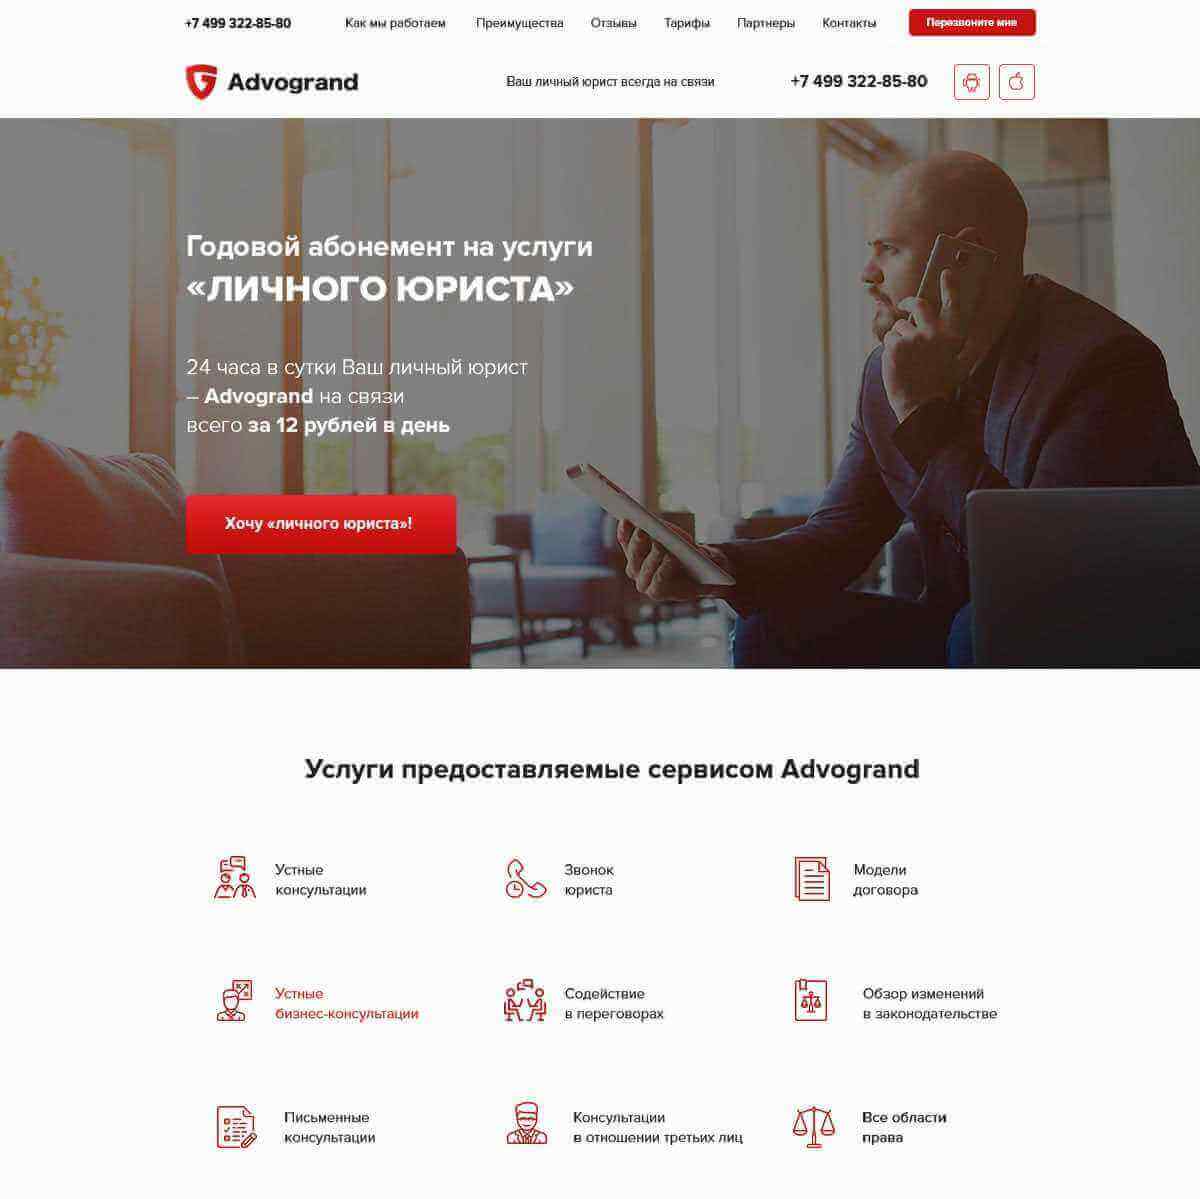 +7 499 322-85-80 Как мы работаем Преимущества Отзывы Тарифы Партнеры Контакты Перезвоните мне
Advogrand Ваш личный юрист всегда на связи +7 499 322-85-80
Годовой абонемент на услуги
«ЛИЧНОГО ЮРИСТА»
24 часа в сутки Ваш личный юрист
– Advogrand на связи
всего за 12 рублей в день
Хочу «личного юриста»!
Услуги предоставляемые сервисом Advogrand
Устные
консультации
Звонок
юриста
Модели
договора
Устные
бизнес-консультации
Содействие
в переговорах
Обзор изменений
в законодательстве
Письменные
консультации
Консультации
в отношении третьих лиц
Все области
права